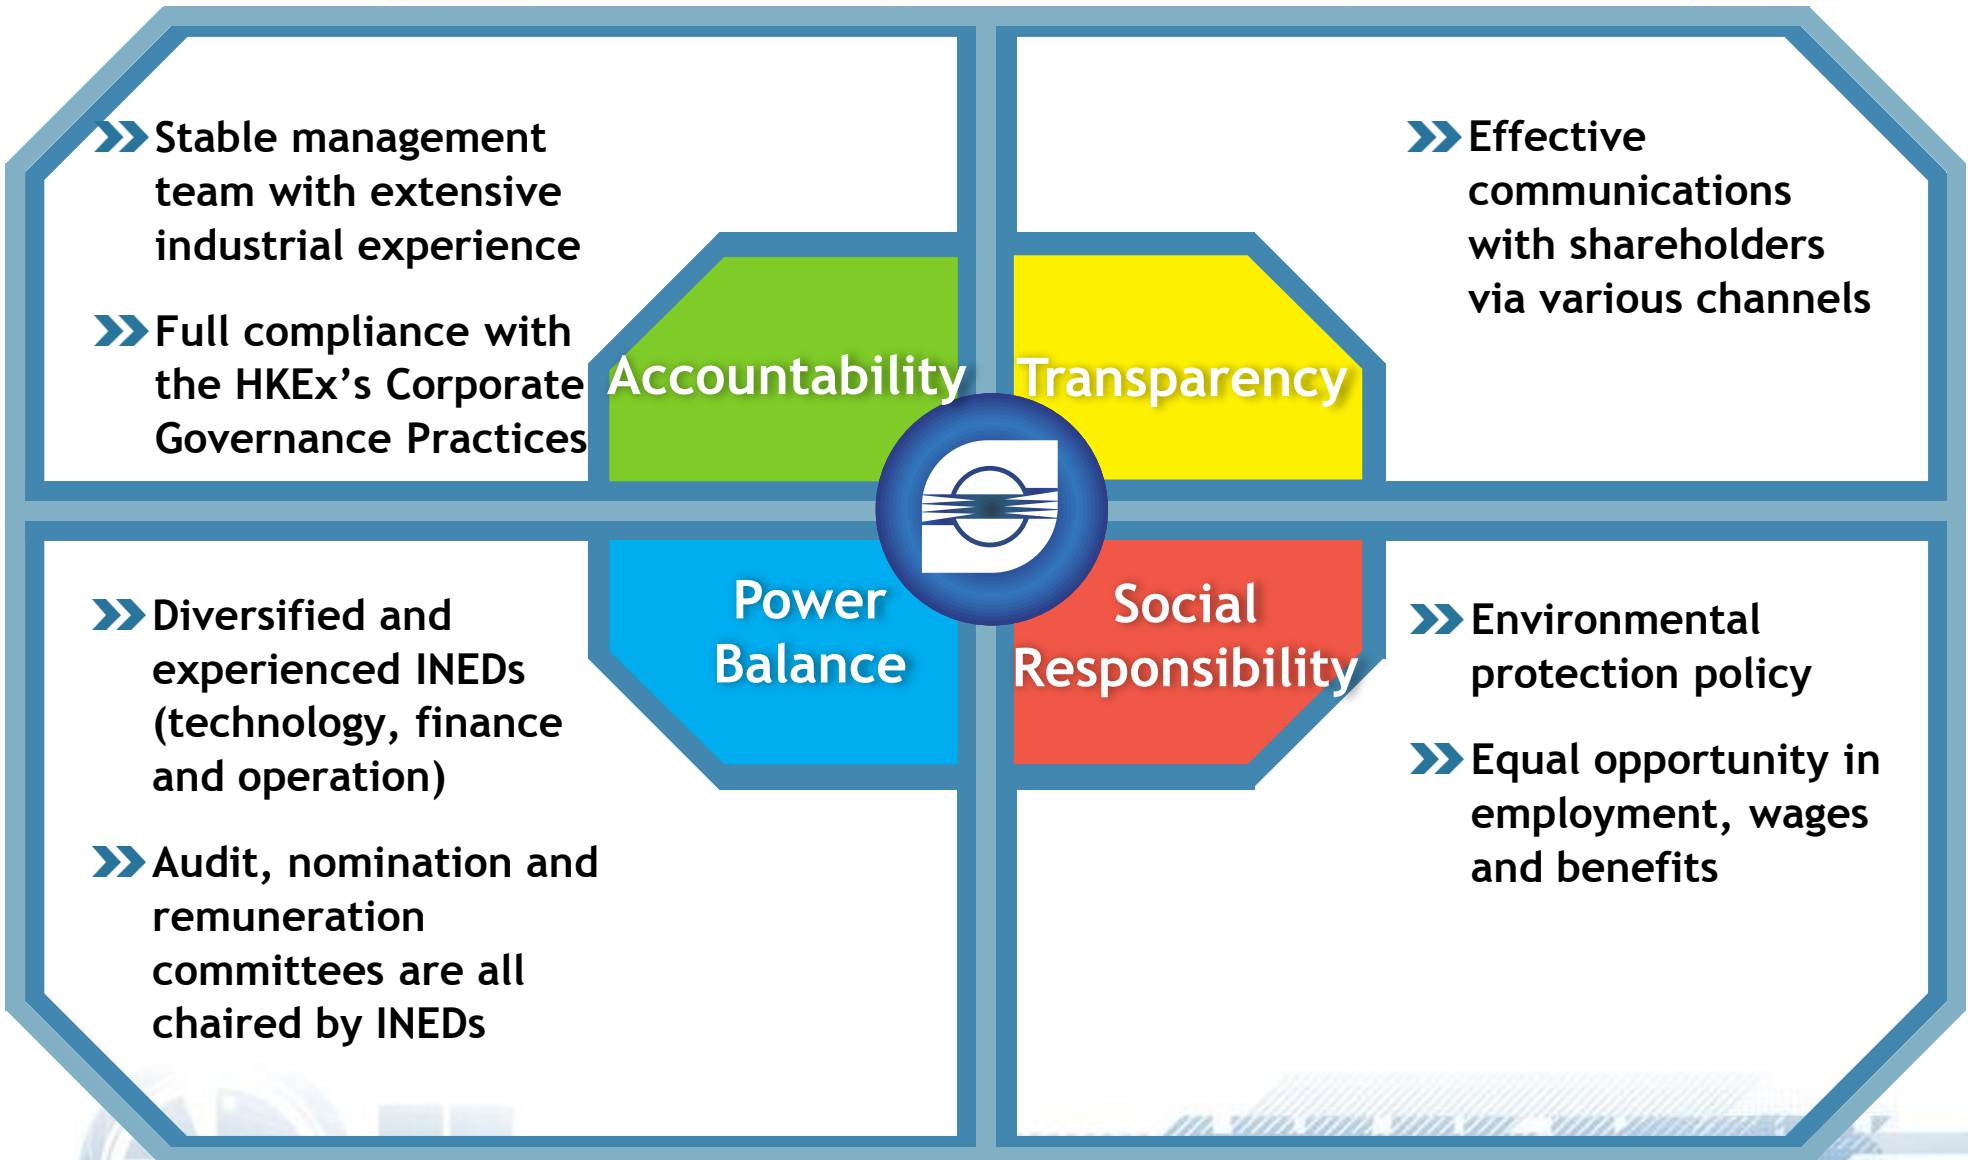 Stable management
team with extensive
industrial experience
Full compliance with
the HKEx’s Corporate
Governance Practices
Accountability
Effective
communications
with shareholders
via various channels
Transparency
Diversified and
experienced INEDs
(technology, finance
and operation)
Audit, nomination and
remuneration
committees are all
chaired by INEDs
Power
Balance
Social
Responsibility
Environmental
protection policy
Equal opportunity in
employment, wages
and benefits